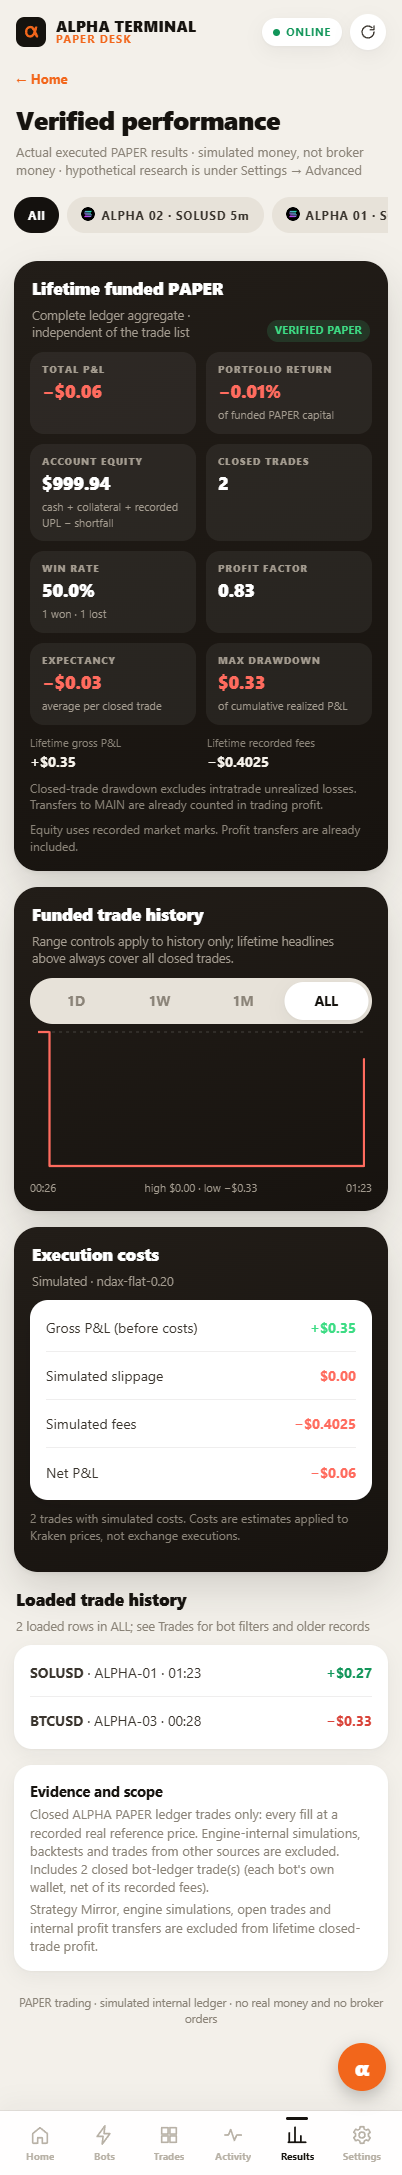 α
ALPHA TERMINAL
PAPER DESK
ONLINE
← Home
Verified performance
Actual executed PAPER results · simulated money, not broker
money · hypothetical research is under Settings → Advanced
All
ALPHA 02 · SOLUSD 5m
ALPHA 01 · S
Lifetime funded PAPER
Complete ledger aggregate ·
independent of the trade list
VERIFIED PAPER
TOTAL P&L
−$0.06
PORTFOLIO RETURN
−0.01%
of funded PAPER capital
ACCOUNT EQUITY
$999.94
cash + collateral + recorded
UPL − shortfall
CLOSED TRADES
2
WIN RATE
50.0%
1 won · 1 lost
PROFIT FACTOR
0.83
EXPECTANCY
−$0.03
average per closed trade
MAX DRAWDOWN
$0.33
of cumulative realized P&L
Lifetime gross P&L
+$0.35
Lifetime recorded fees
−$0.4025
Closed-trade drawdown excludes intratrade unrealized losses.
Transfers to MAIN are already counted in trading profit.
Equity uses recorded market marks. Profit transfers are already
included.
Funded trade history
Range controls apply to history only; lifetime headlines
above always cover all closed trades.
1D
1W
1M
ALL
00:26
high $0.00 · low −$0.33
01:23
Execution costs
Simulated · ndax-flat-0.20
Gross P&L (before costs)
+$0.35
Simulated slippage
$0.00
Simulated fees
−$0.4025
Net P&L
−$0.06
2 trades with simulated costs. Costs are estimates applied to
Kraken prices, not exchange executions.
Loaded trade history
2 loaded rows in ALL; see Trades for bot filters and older records
SOLUSD · ALPHA-01 · 01:23
+$0.27
BTCUSD · ALPHA-03 · 00:28
−$0.33
Evidence and scope
Closed ALPHA PAPER ledger trades only: every fill at a
recorded real reference price. Engine-internal simulations,
backtests and trades from other sources are excluded.
Includes 2 closed bot-ledger trade(s) (each bot's own
wallet, net of its recorded fees).
Strategy Mirror, engine simulations, open trades and
internal profit transfers are excluded from lifetime closed-
trade profit.
PAPER trading · simulated internal ledger · no real money and no broker
orders
α
Home
Bots
Trades
Activity
Results
Settings